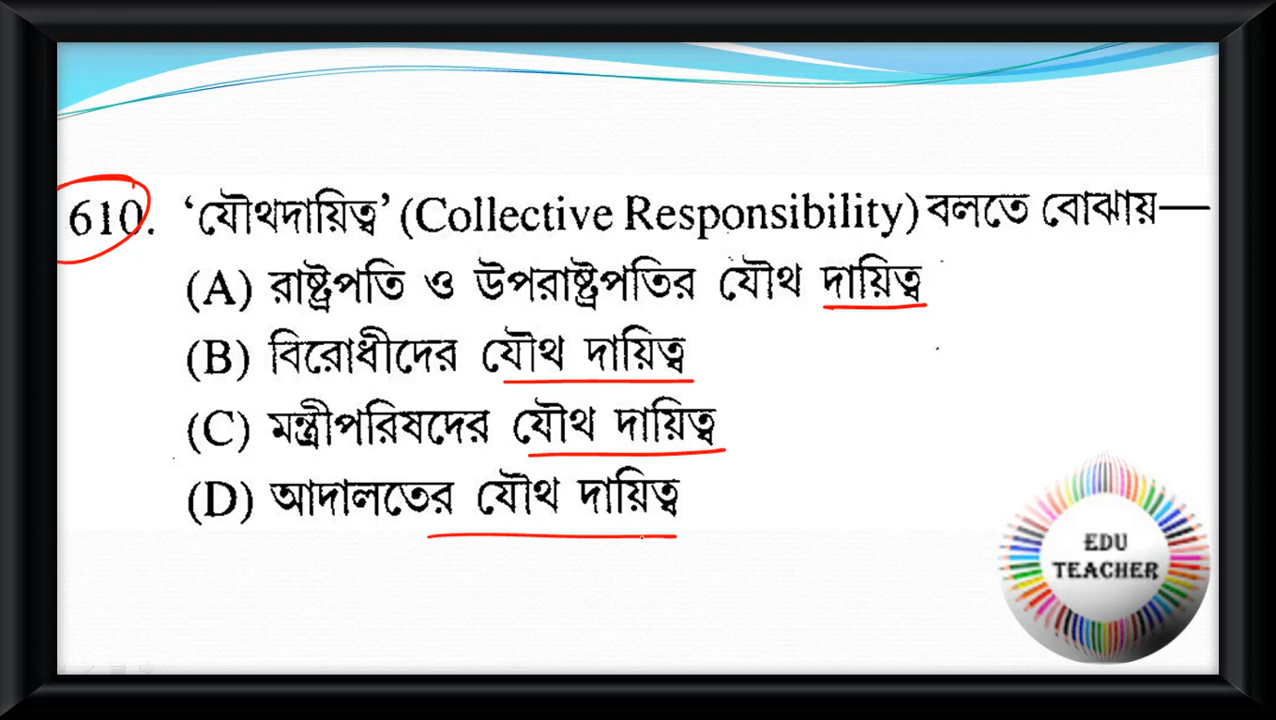 610. ‘যৌথদায়িত্ব’ (Collective Responsibility) বলতে বোঝায়—
(A) রাষ্ট্রপতি ও উপরাষ্ট্রপতির যৌথ দায়িত্ব
(B) বিরোধীদের যৌথ দায়িত্ব
(C) মন্ত্রীপরিষদের যৌথ দায়িত্ব
(D) আদালতের যৌথ দায়িত্ব
EDU
TEACHER